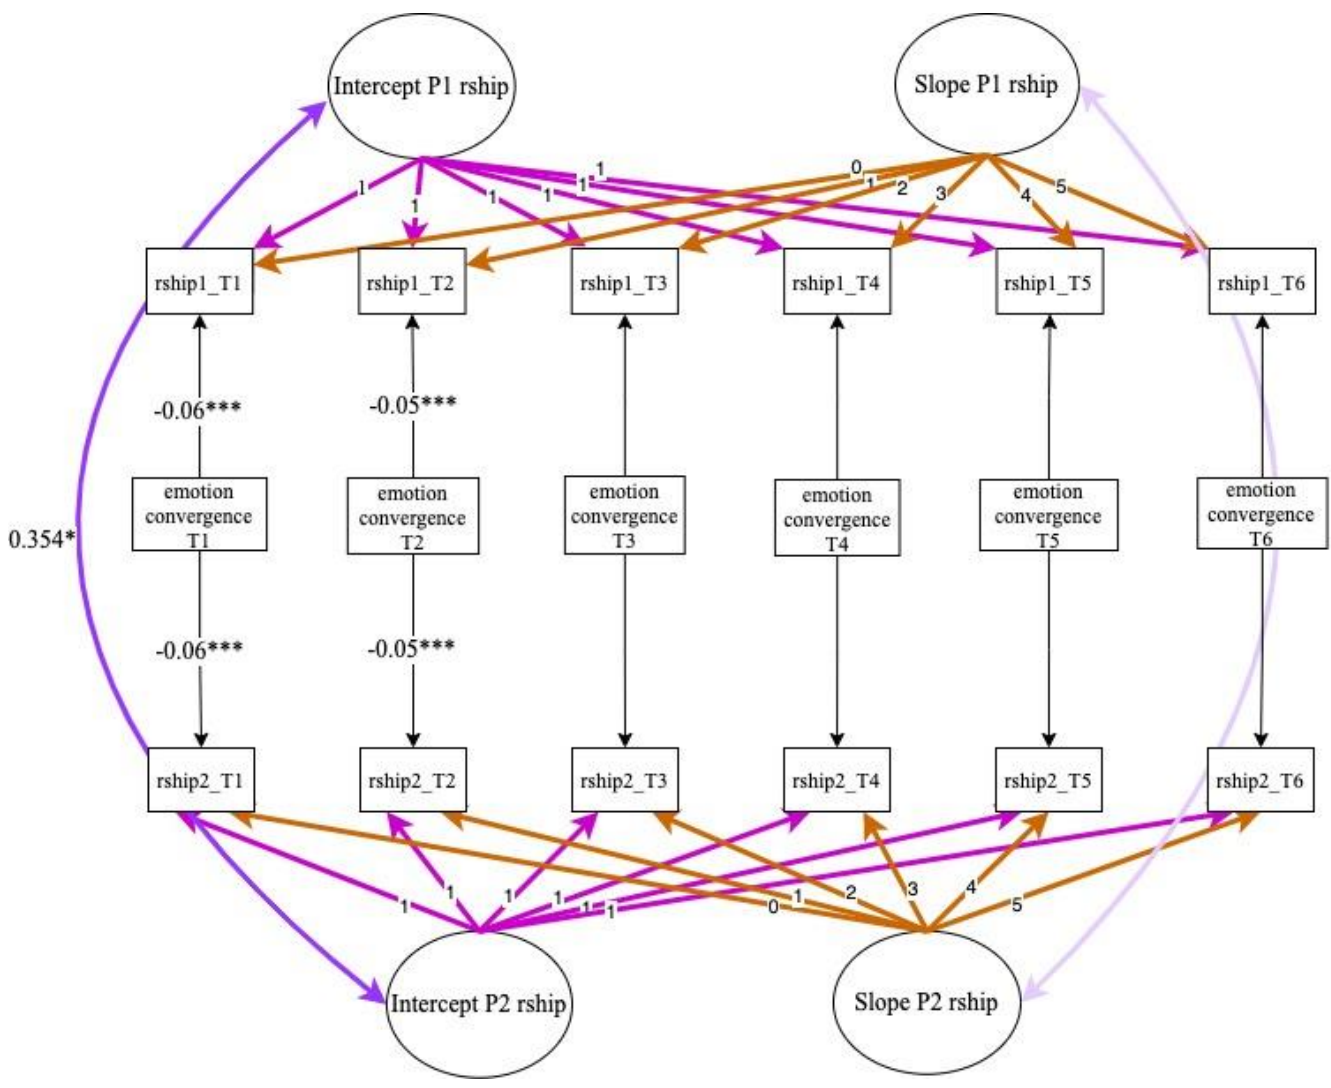 Intercept P1 rship
Slope P1 rship
1
1
1
1
1
1
0
1
2
3
4
5
rship1_T1
rship1_T2
rship1_T3
rship1_T4
rship1_T5
rship1_T6
-0.06***
-0.05***
emotion
convergence
T1
emotion
convergence
T2
emotion
convergence
T3
emotion
convergence
T4
emotion
convergence
T5
emotion
convergence
T6
0.354*
-0.06***
-0.05***
rship2_T1
rship2_T2
rship2_T3
rship2_T4
rship2_T5
rship2_T6
1
1
1
1
1
1
0
1
2
3
4
5
Intercept P2 rship
Slope P2 rship